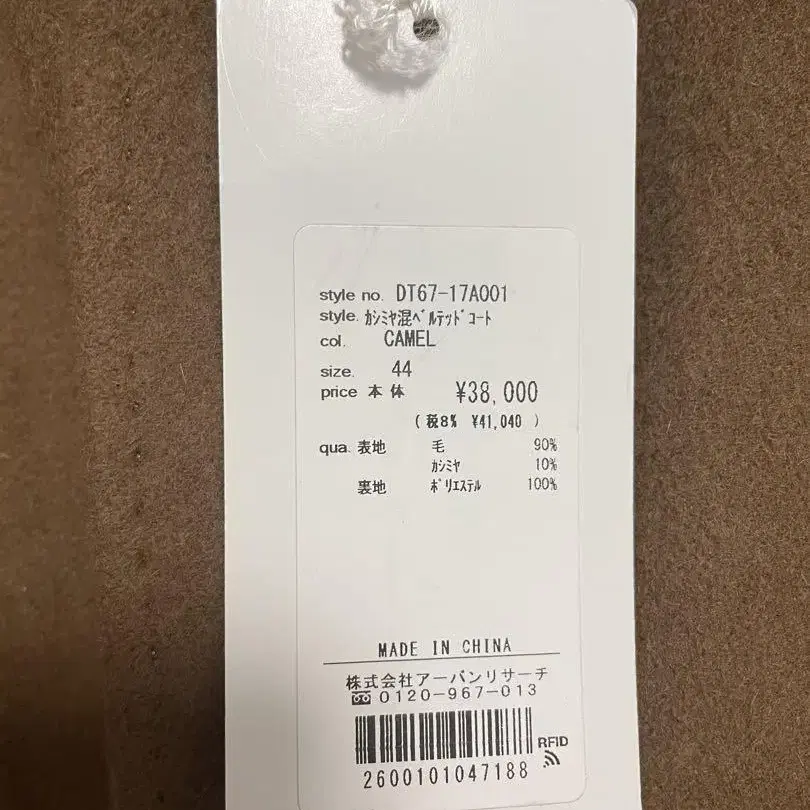 style no. DT67-17A001
style. ｶｼﾐﾔ混ﾍﾞﾙﾃｯﾄﾞｺｰﾄ
col. CAMEL
size. 44
price 本体 ¥38,000
(税8% ¥41,040 )
qua. 表地 毛 90%
ｶｼﾐﾔ 10%
裏地 ﾎﾟﾘｴｽﾃﾙ 100%
MADE IN CHINA
株式会社アーバンリサーチ
0120-967-013
RFID
2600101047188